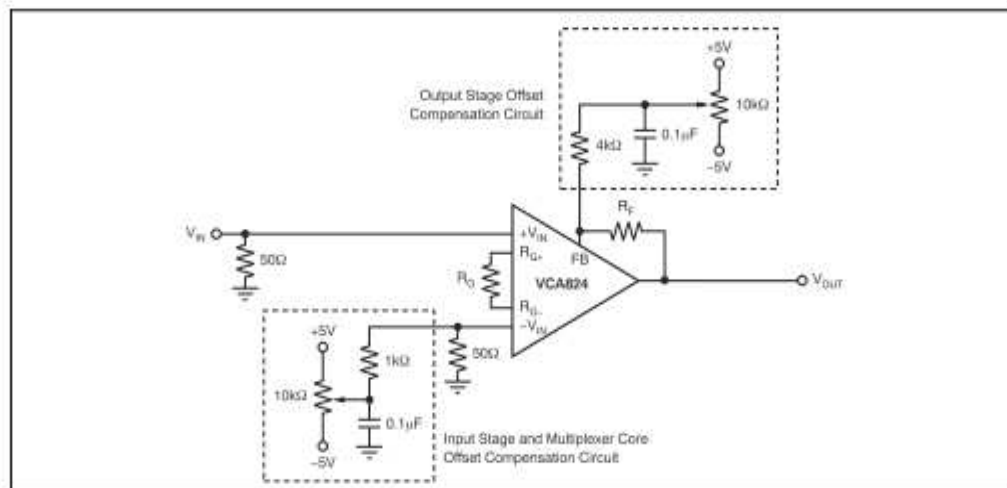 +5V
Output Stage Offset
Compensation Circuit
10kΩ
0.1μF
4kΩ
−5V
RF
VIN
+VIN
FB
50Ω
RG+
RG
VCA824
VOUT
RG−
−VIN
+5V
1kΩ
50Ω
10kΩ
0.1μF
−5V
Input Stage and Multiplexer Core
Offset Compensation Circuit